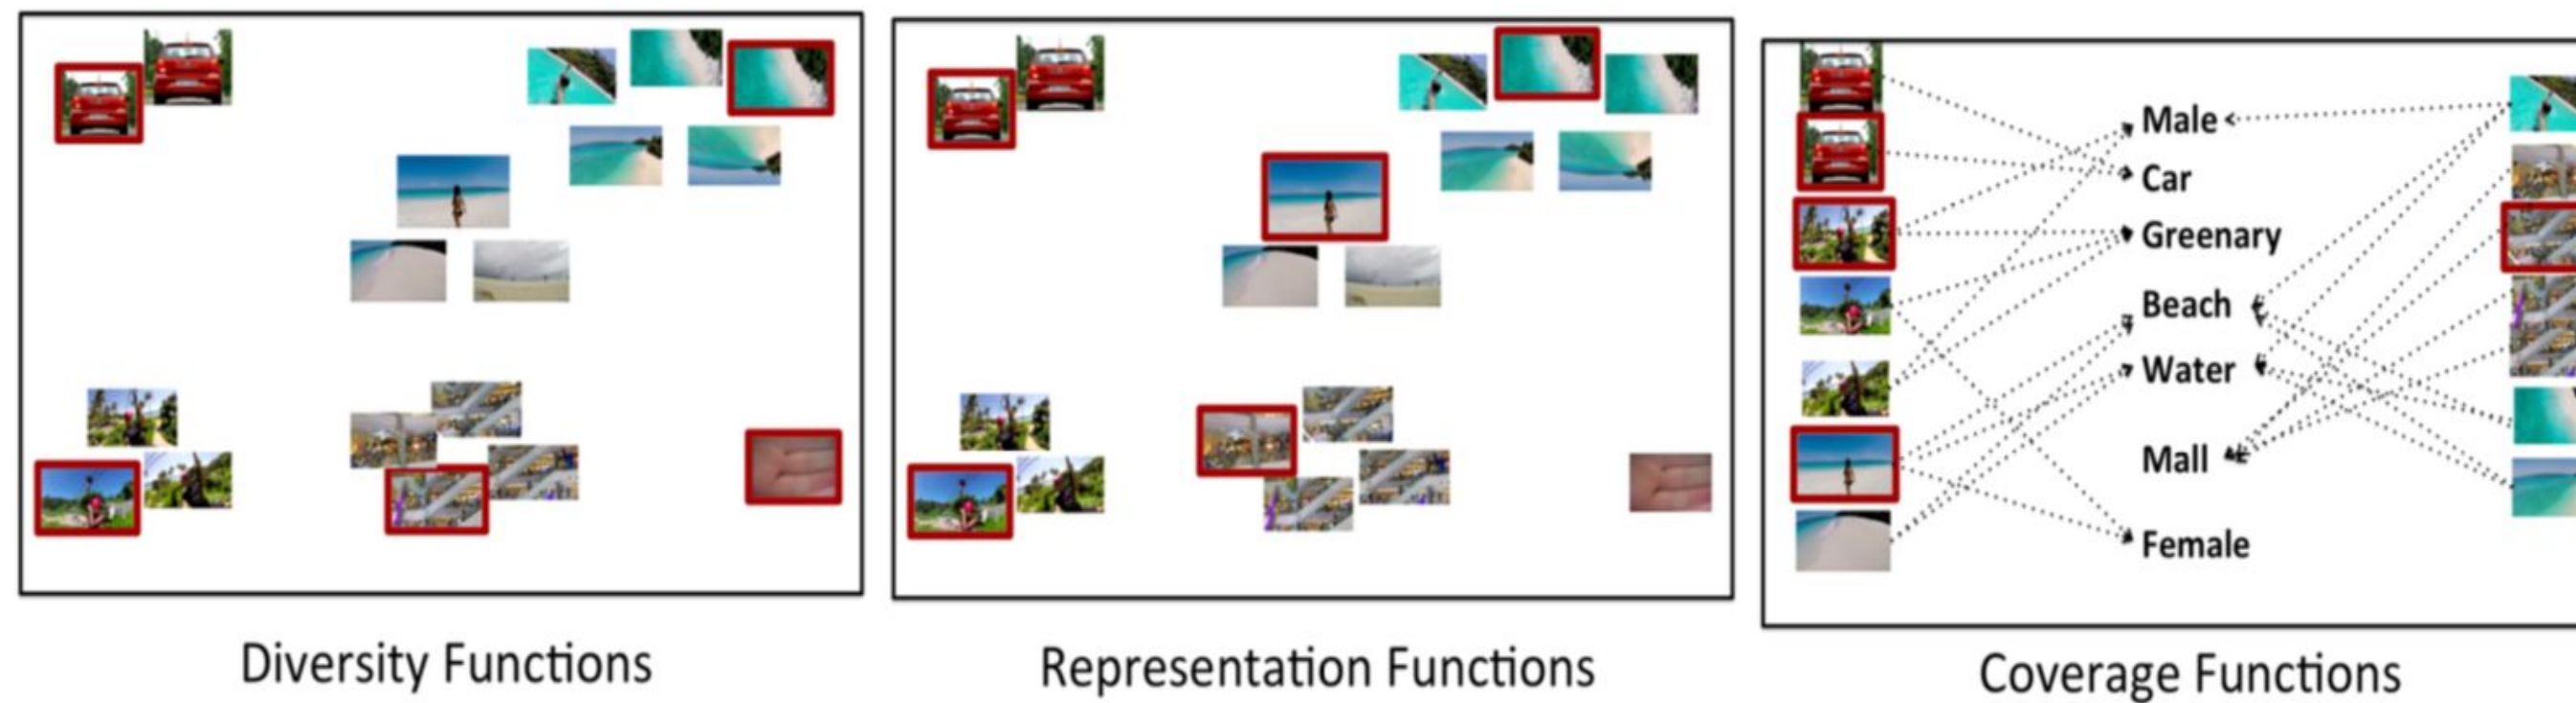 Male
Car
Greenary
Beach
Water
Mall
Female
Diversity Functions
Representation Functions
Coverage Functions